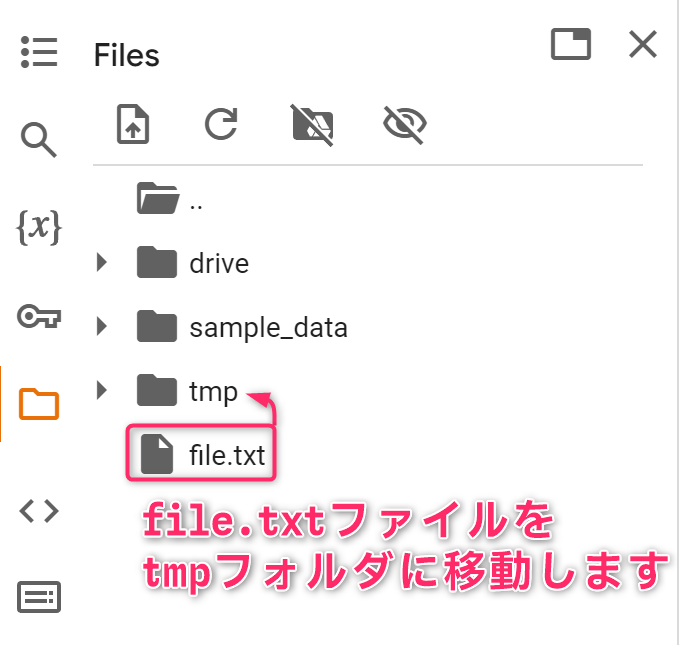 Files
{x}
..
drive
sample_data
tmp
file.txt
file.txtファイルを
tmpフォルダに移動します